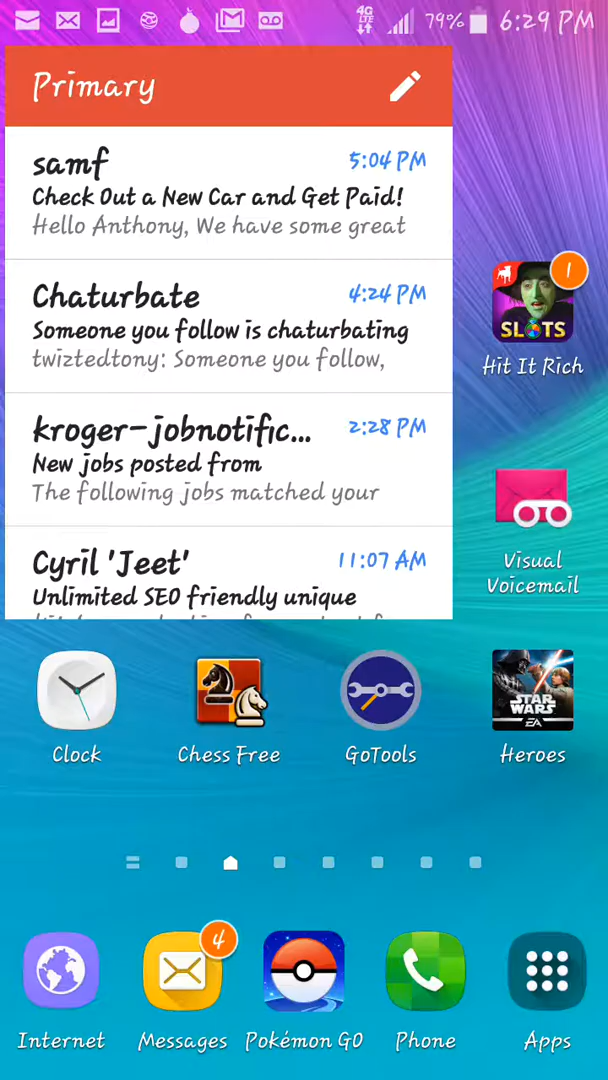 4G LTE 79% 6:29 PM
Primary
samf 5:04 PM
Check Out a New Car and Get Paid!
Hello Anthony, We have some great
Chaturbate 4:24 PM
Someone you follow is chaturbating
twiztedtony: Someone you follow,
kroger-jobnotific... 2:28 PM
New jobs posted from
The following jobs matched your
Cyril 'Jeet' 11:07 AM
Unlimited SEO friendly unique
1
SLOTS
Hit It Rich
Visual
Voicemail
STAR WARS
EA
Clock Chess Free GoTools Heroes
4
Internet Messages Pokémon GO Phone Apps